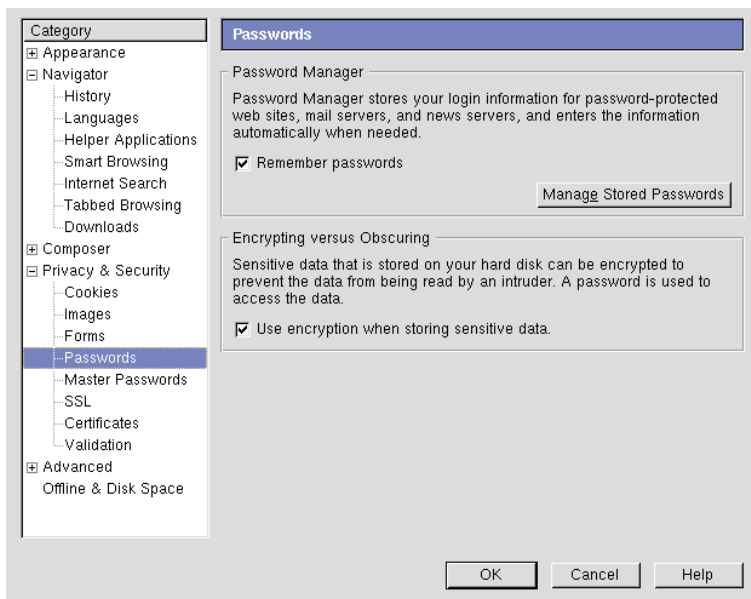 Category
Appearance
Navigator
History
Languages
Helper Applications
Smart Browsing
Internet Search
Tabbed Browsing
Downloads
Composer
Privacy & Security
Cookies
Images
Forms
Passwords
Master Passwords
SSL
Certificates
Validation
Advanced
Offline & Disk Space
Passwords
Password Manager
Password Manager stores your login information for password-protected
web sites, mail servers, and news servers, and enters the information
automatically when needed.
Remember passwords
Manage Stored Passwords
Encrypting versus Obscuring
Sensitive data that is stored on your hard disk can be encrypted to
prevent the data from being read by an intruder. A password is used to
access the data.
Use encryption when storing sensitive data.
OK
Cancel
Help